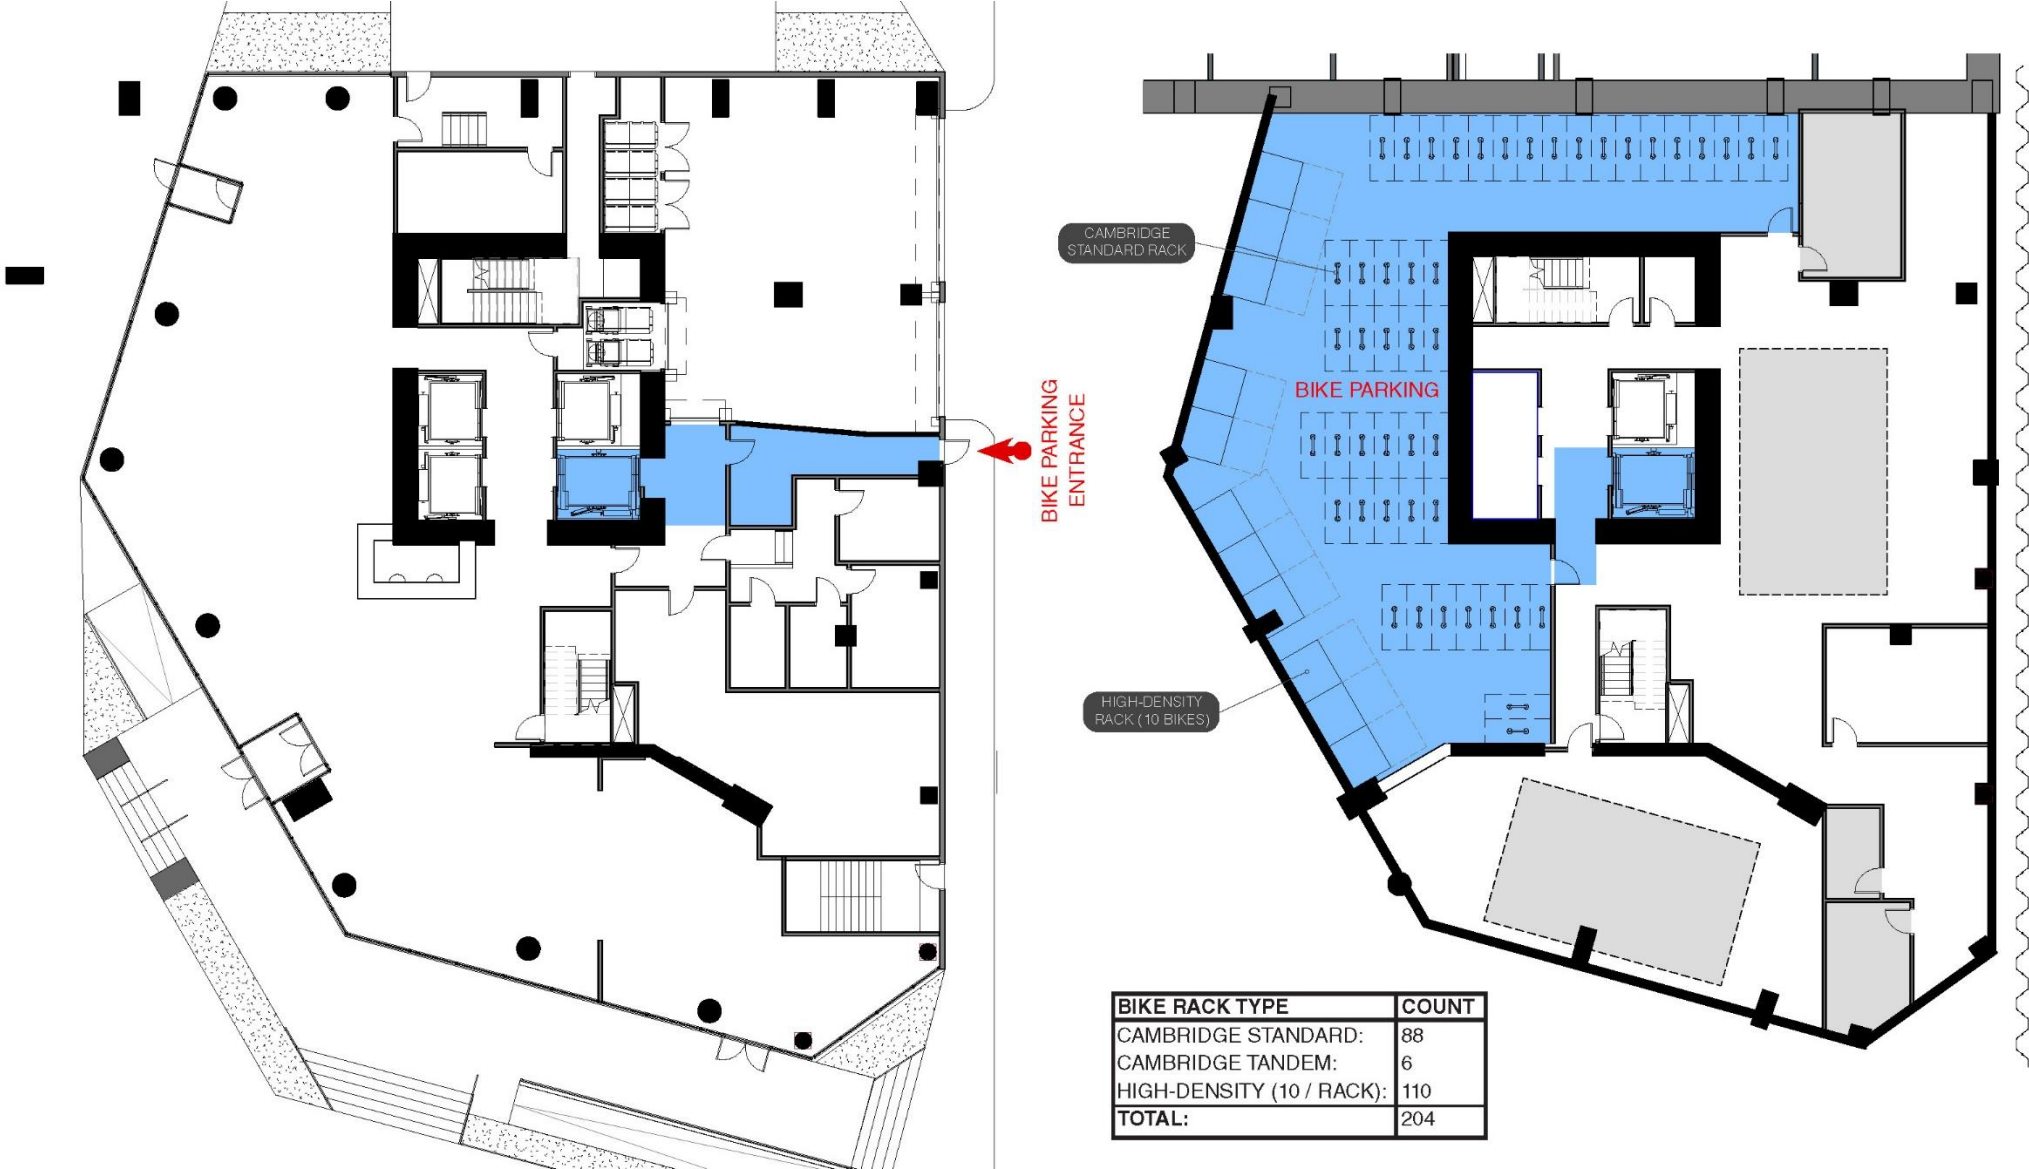 BIKE PARKING
ENTRANCE
CAMBRIDGE
STANDARD RACK
BIKE PARKING
HIGH-DENSITY
RACK (10 BIKES)
BIKE RACK TYPE COUNT
CAMBRIDGE STANDARD: 88
CAMBRIDGE TANDEM: 6
HIGH-DENSITY (10 / RACK): 110
TOTAL: 204